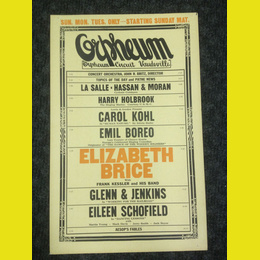 SUN. MON. TUES. ONLY - STARTING SUNDAY MAT.
Orpheum
Orpheum Circuit Vaudeville
CONCERT ORCHESTRA, JOHN R. BRITZ, DIRECTOR
TOPICS OF THE DAY and PATHE NEWS
LA SALLE - HASSAN & MORAN
HARRY HOLBROOK
CAROL KOHL
EMIL BOREO
ELIZABETH
BRICE
FRANK KESSLER and HIS BAND
GLENN & JENKINS
EILEEN SCHOFIELD
AESOP'S FABLES